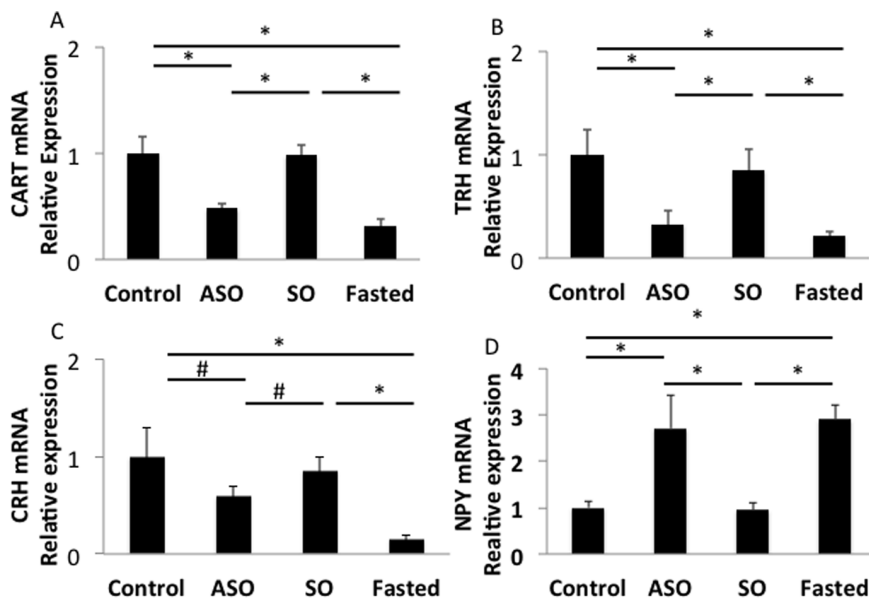 A
CART mRNA
Relative Expression
2
1
0
*
*
*
*
Control ASO SO Fasted
B
TRH mRNA
Relative Expression
2
1
0
*
*
*
*
Control ASO SO Fasted
C
CRH mRNA
Relative expression
2
1
0
*
#
#
*
Control ASO SO Fasted
D
NPY mRNA
Realtive expression
4
3
2
1
0
*
*
*
*
Control ASO SO Fasted